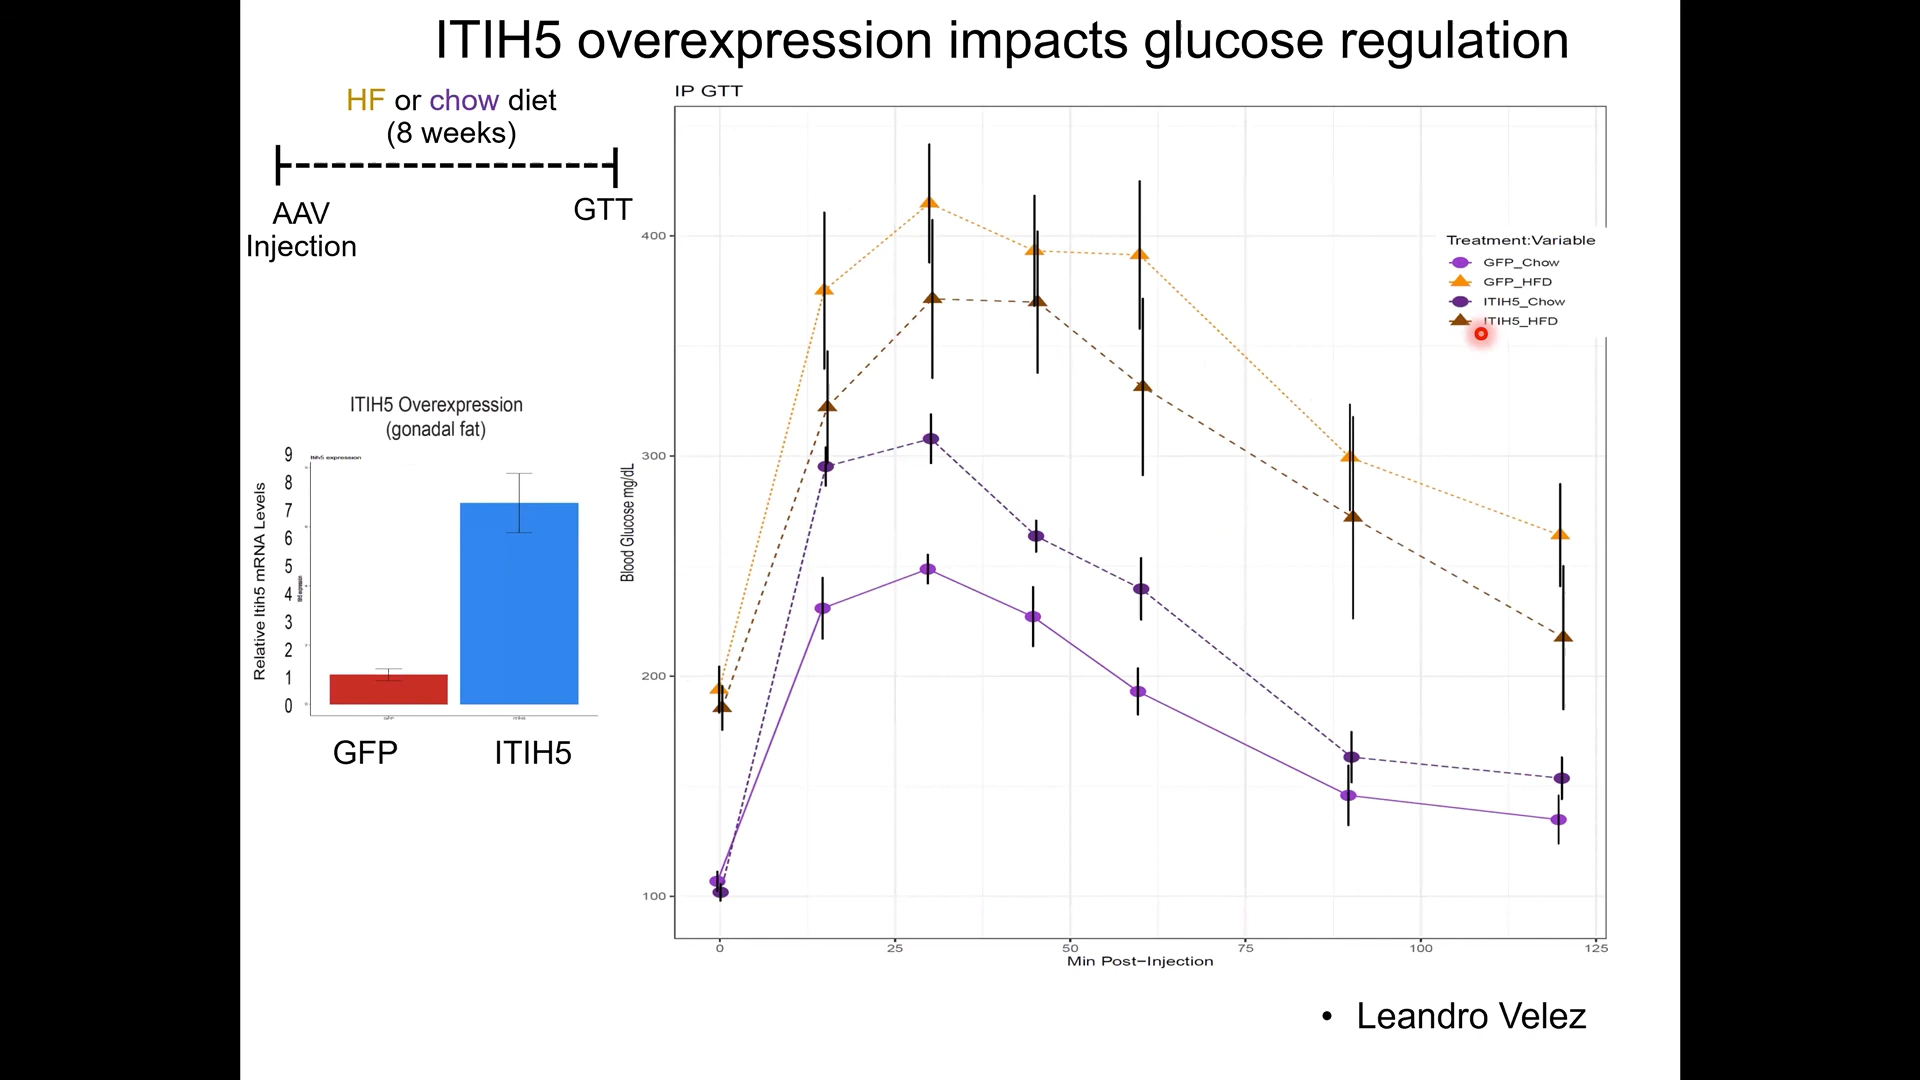 ITIH5 overexpression impacts glucose regulation
HF or chow diet
(8 weeks)
AAV
Injection
GTT
ITIH5 Overexpression
(gonadal fat)
Itih5 expression
Relative Itih5 mRNA Levels
9
8
7
6
5
4
3
2
1
0
GFP
ITIH5
IP GTT
Blood Glucose mg/dL
400
300
200
100
0
25
50
75
100
125
Min Post-Injection
Treatment:Variable
GFP_Chow
GFP_HFD
ITIH5_Chow
ITIH5_HFD
• Leandro Velez